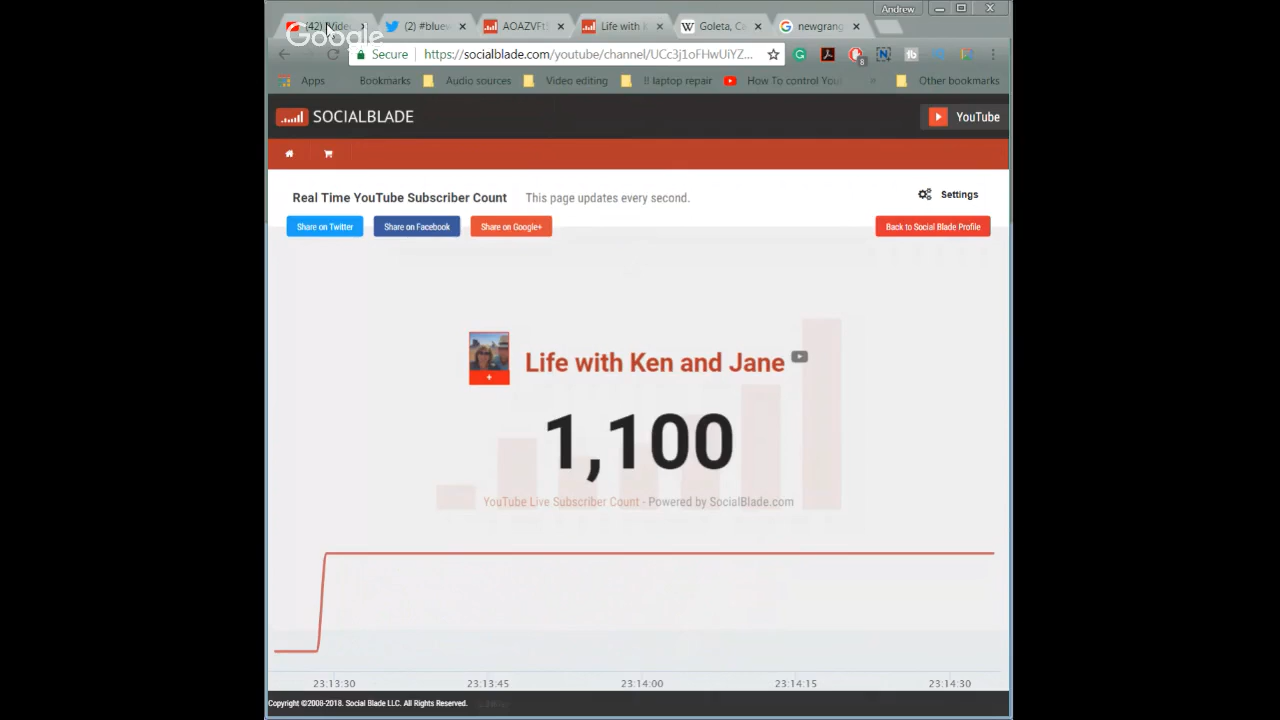 Andrew
(42) Vide
(2) #bluew
AOAZVFt
Life with k
Goleta, Ca
newgrang
Google
Secure
https://socialblade.com/youtube/channel/UCc3j1oFHwUiYZ...
8
Apps
Bookmarks
Audio sources
Video editing
!! laptop repair
How To control You
»
Other bookmarks
SOCIALBLADE
YouTube
Real Time YouTube Subscriber Count
This page updates every second.
Settings
Share on Twitter
Share on Facebook
Share on Google+
Back to Social Blade Profile
Life with Ken and Jane
1,100
YouTube Live Subscriber Count - Powered by SocialBlade.com
23:13:30
23:13:45
23:14:00
23:14:15
23:14:30
Copyright ©2008-2018. Social Blade LLC. All Rights Reserved.